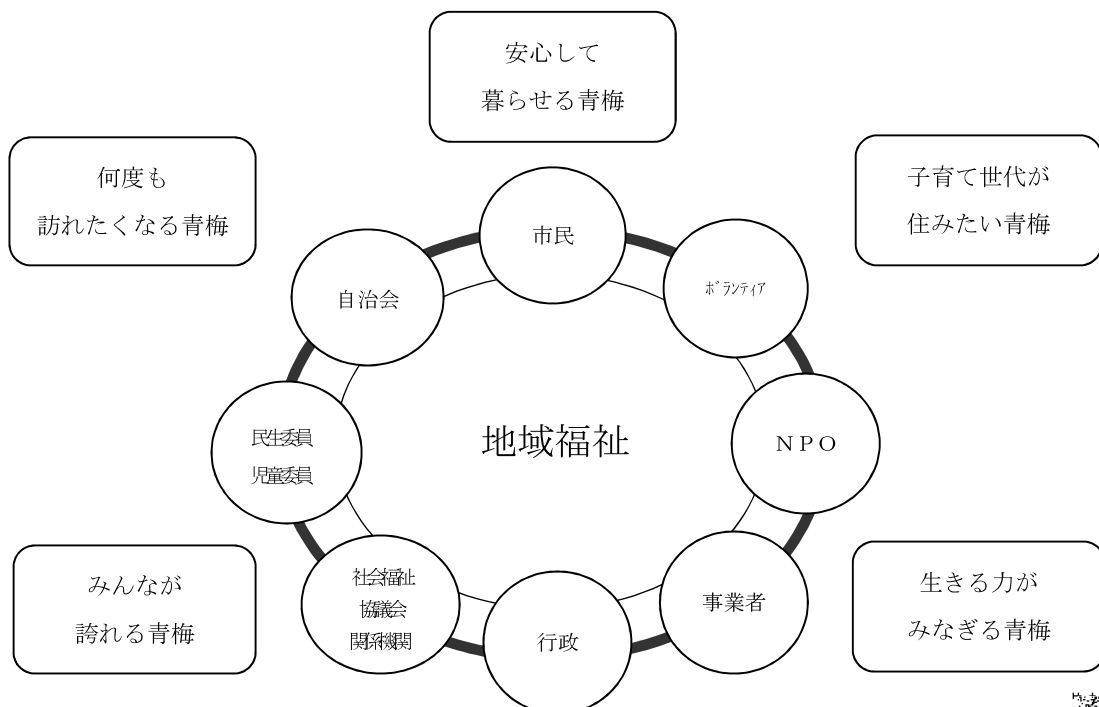 安心して
暮らせる青梅
何度も
訪れたくなる青梅
子育て世代が
住みたい青梅
市民
自治会
ボランティア
民生委員
児童委員
地域福祉
ＮＰＯ
社会福祉
協議会
関係機関
行政
事業者
みんなが
誇れる青梅
生きる力が
みなぎる青梅